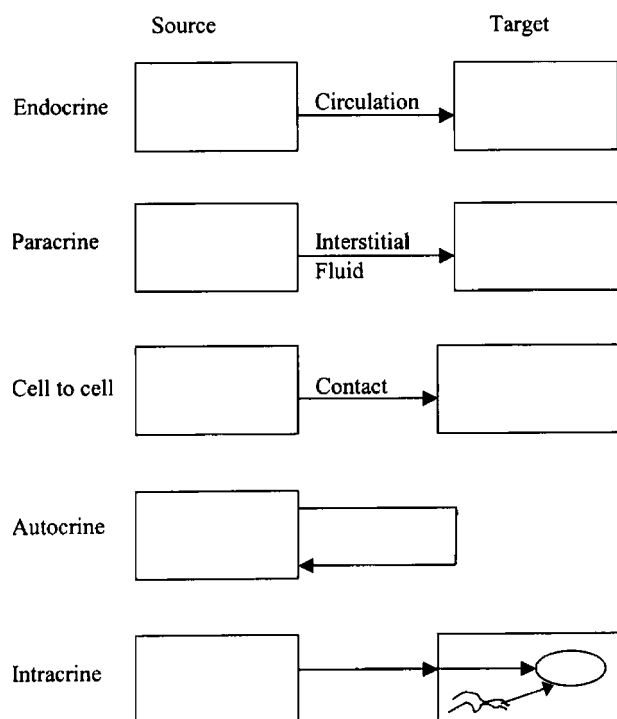 Source Target
Endocrine Circulation
Paracrine Interstitial
Fluid
Cell to cell Contact
Autocrine
Intracrine